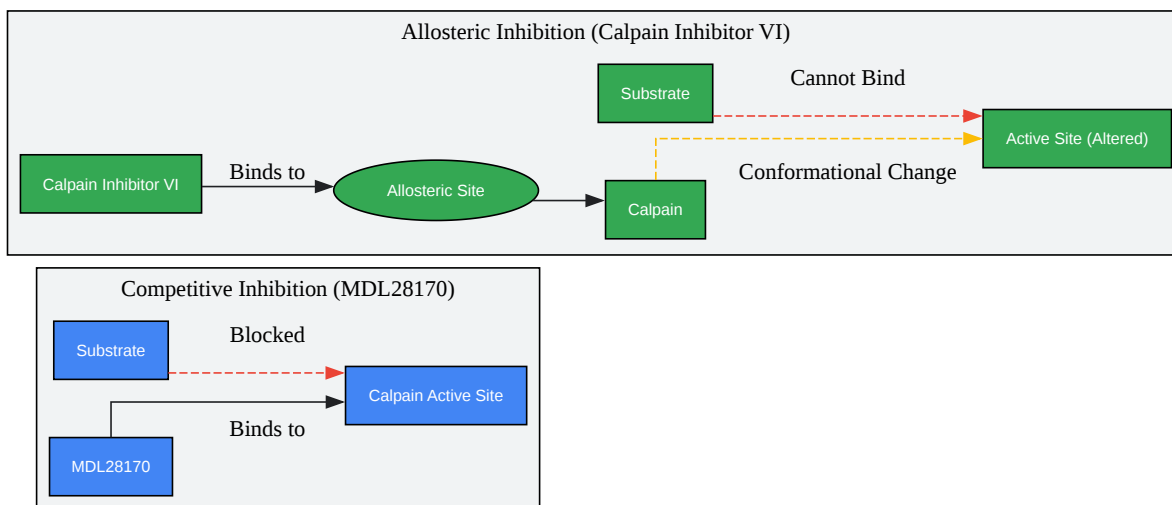 Allosteric Inhibition (Calpain Inhibitor VI)
Substrate
Cannot Bind
Active Site (Altered)
Calpain Inhibitor VI
Binds to
Allosteric Site
Conformational Change
Calpain
Competitive Inhibition (MDL28170)
Substrate
Blocked
Calpain Active Site
Binds to
MDL28170